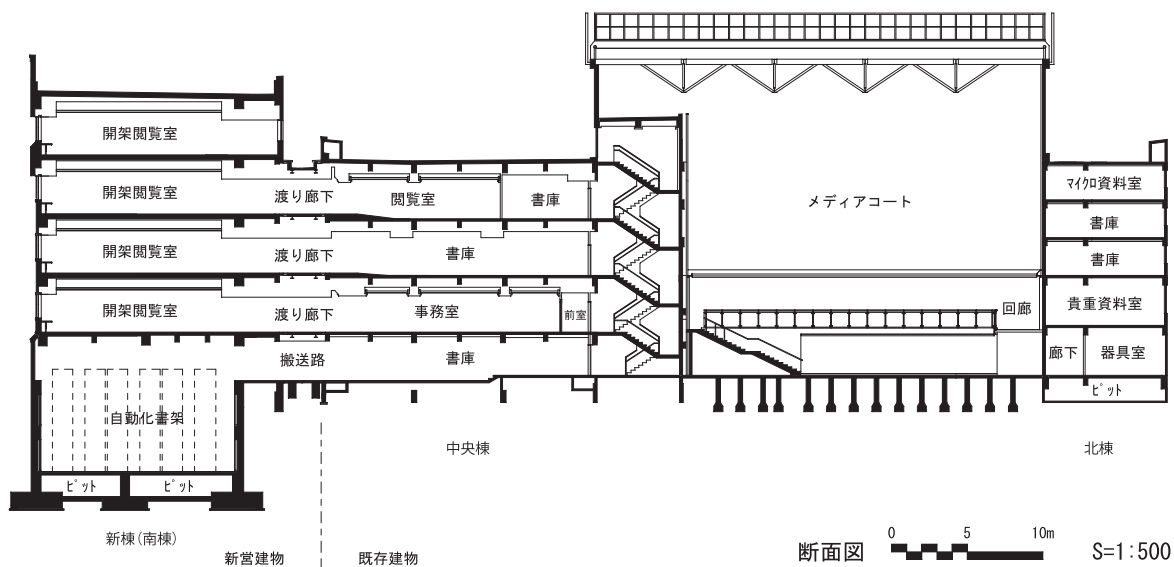 開架閲覧室
開架閲覧室 渡り廊下 閲覧室 書庫 マイクロ資料室
メディアコート
書庫
開架閲覧室 渡り廊下 書庫
書庫
開架閲覧室 渡り廊下 事務室 前室 回廊 貴重資料室
搬送路 書庫 廊下 器具室
ピット
自動化書架
中央棟 北棟
ピット ピット
新棟(南棟)
新営建物 既存建物
断面図 0 5 10m S=1:500